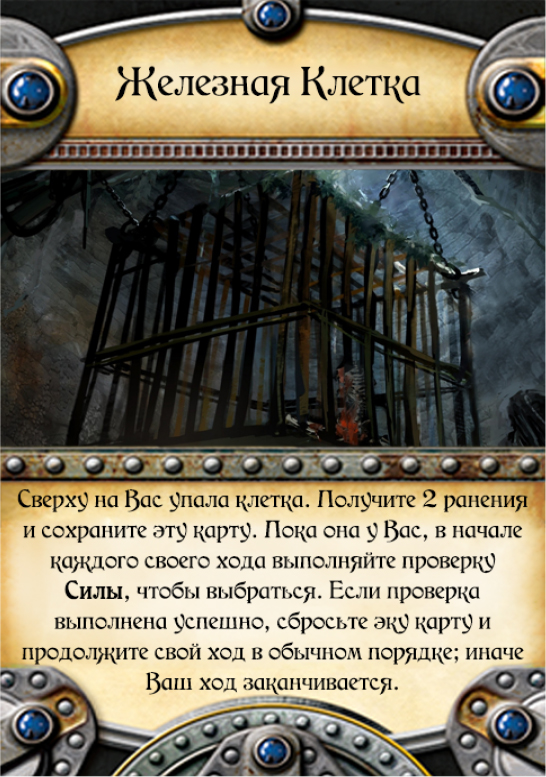 Железная Клетка
Сверху на Вас упала клетка. Получите 2 ранения
и сохраните эту карту. Пока она у Вас, в начале
каждого своего хода выполняйте проверку
Силы, чтобы выбраться. Если проверка
выполнена успешно, сбросьте эку карту и
продолжите свой ход в обычном порядке; иначе
Ваш ход заканчивается.